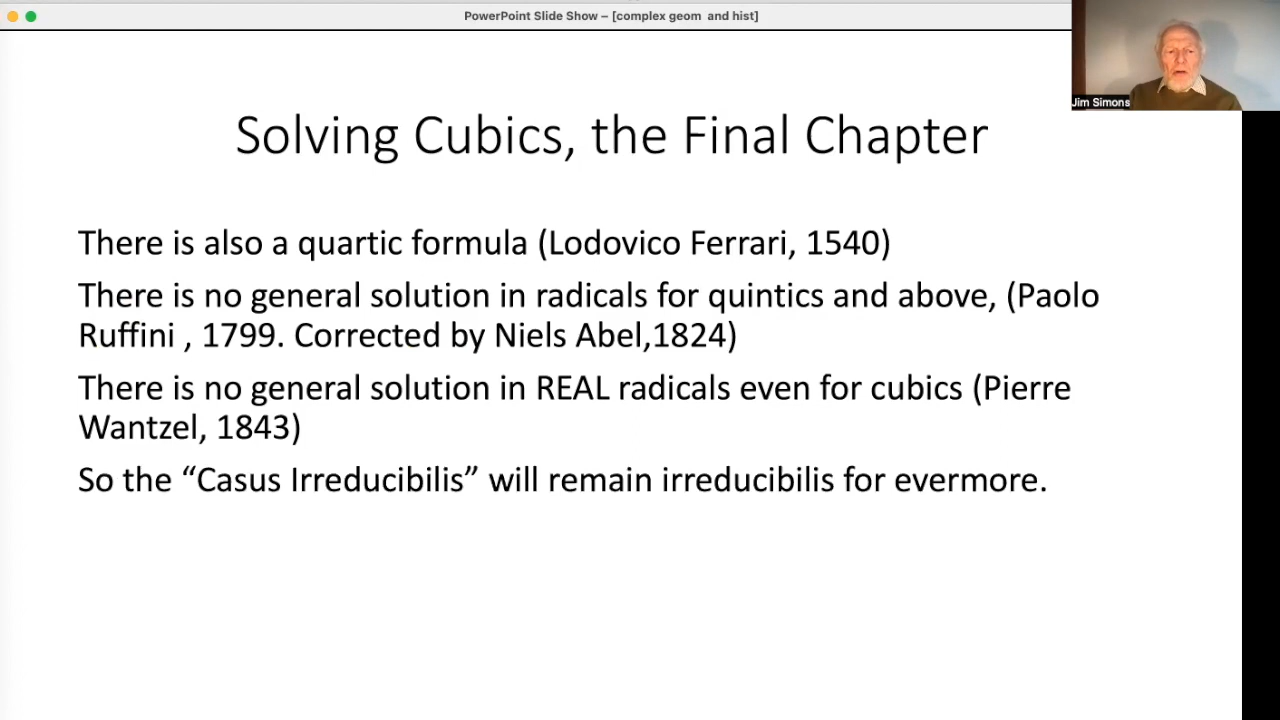 PowerPoint Slide Show – [complex geom  and hist]
Jim Simons
Solving Cubics, the Final Chapter
There is also a quartic formula (Lodovico Ferrari, 1540)
There is no general solution in radicals for quintics and above, (Paolo
Ruffini , 1799. Corrected by Niels Abel,1824)
There is no general solution in REAL radicals even for cubics (Pierre
Wantzel, 1843)
So the “Casus Irreducibilis” will remain irreducibilis for evermore.